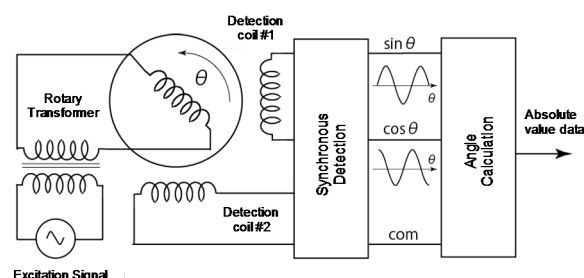 Detection
coil #1
sin θ
θ
Rotary
Transformer
θ
Absolute
value data
cos θ
Synchronous
Detection
Angle
Calculation
θ
Detection
coil #2
com
Excitation Signal